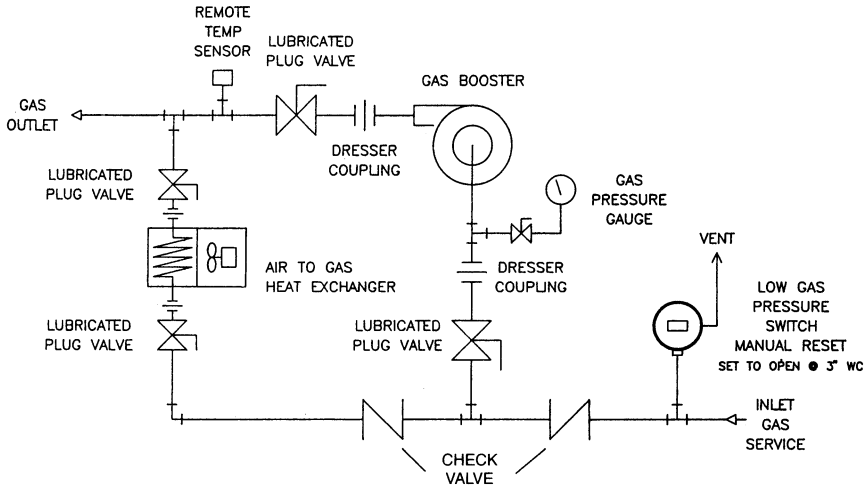 REMOTE
TEMP
SENSOR
LUBRICATED
PLUG VALVE
GAS BOOSTER
GAS
OUTLET
DRESSER
COUPLING
LUBRICATED
PLUG VALVE
GAS
PRESSURE
GAUGE
VENT
AIR TO GAS
HEAT EXCHANGER
DRESSER
COUPLING
LOW GAS
PRESSURE
SWITCH
MANUAL RESET
SET TO OPEN @ 3" WC
LUBRICATED
PLUG VALVE
LUBRICATED
PLUG VALVE
INLET
GAS
SERVICE
CHECK
VALVE